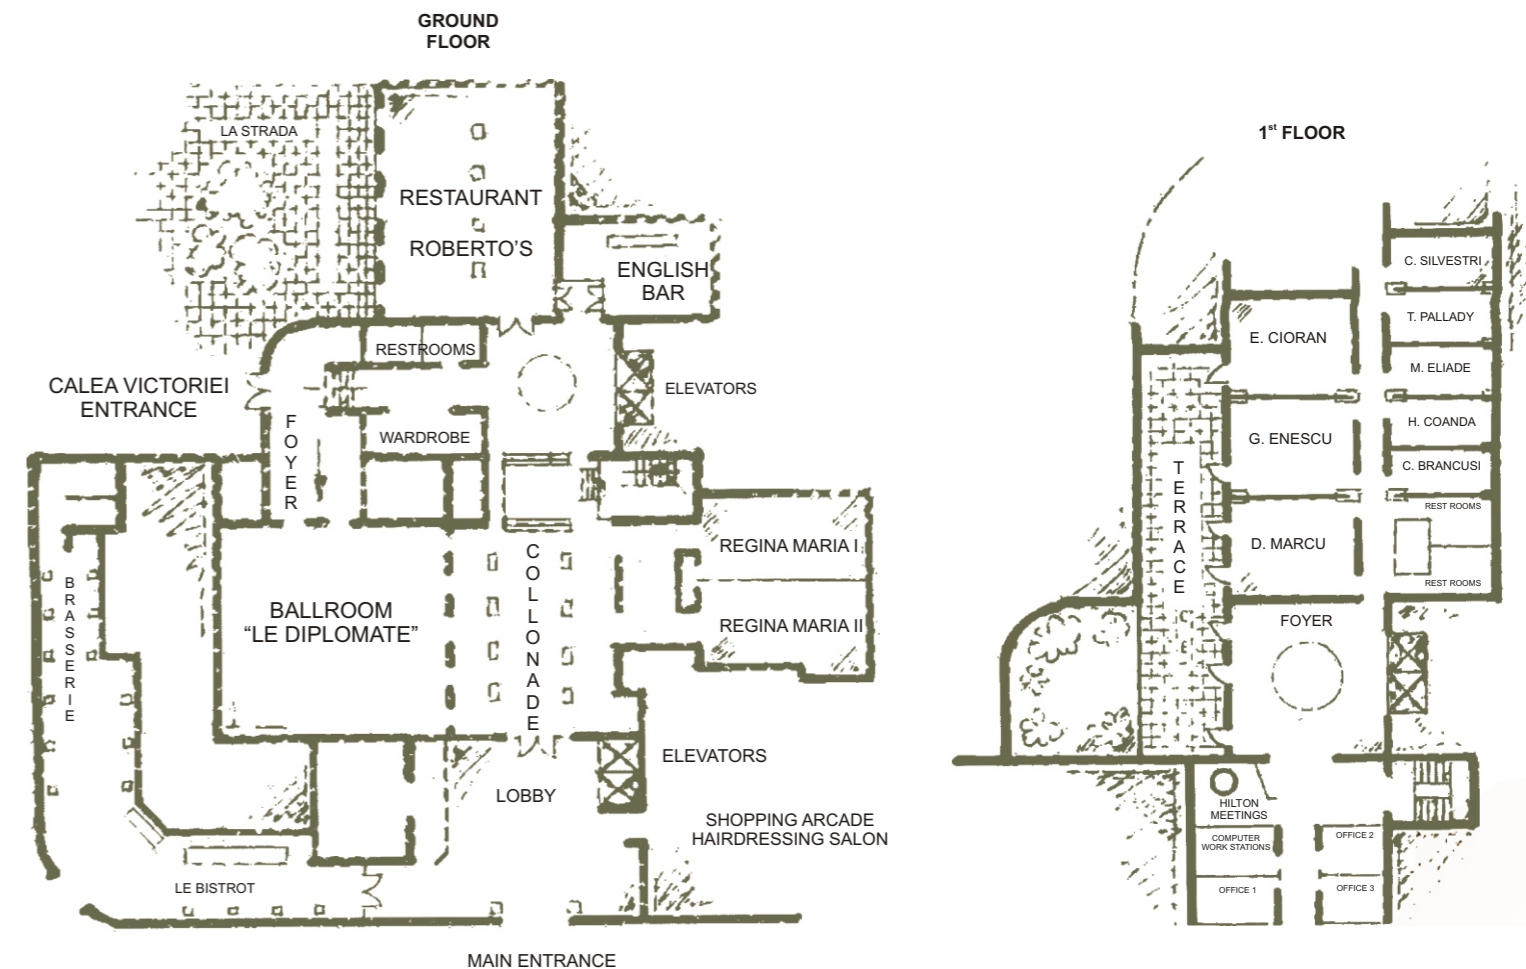 GROUND
FLOOR
LA STRADA
RESTAURANT
ROBERTO’S
ENGLISH
BAR
RESTROOMS
CALEA VICTORIEI
ENTRANCE
ELEVATORS
FOYER
WARDROBE
COLLONADE
REGINA MARIA I
BRASSERIE
BALLROOM
“LE DIPLOMATE”
REGINA MARIA II
ELEVATORS
LOBBY
SHOPPING ARCADE
HAIRDRESSING SALON
LE BISTROT
MAIN ENTRANCE
1st FLOOR
C. SILVESTRI
T. PALLADY
E. CIORAN
M. ELIADE
H. COANDA
G. ENESCU
C. BRANCUSI
TERRACE
REST ROOMS
D. MARCU
REST ROOMS
FOYER
HILTON
MEETINGS
COMPUTER
WORK STATIONS
OFFICE 2
OFFICE 1
OFFICE 3